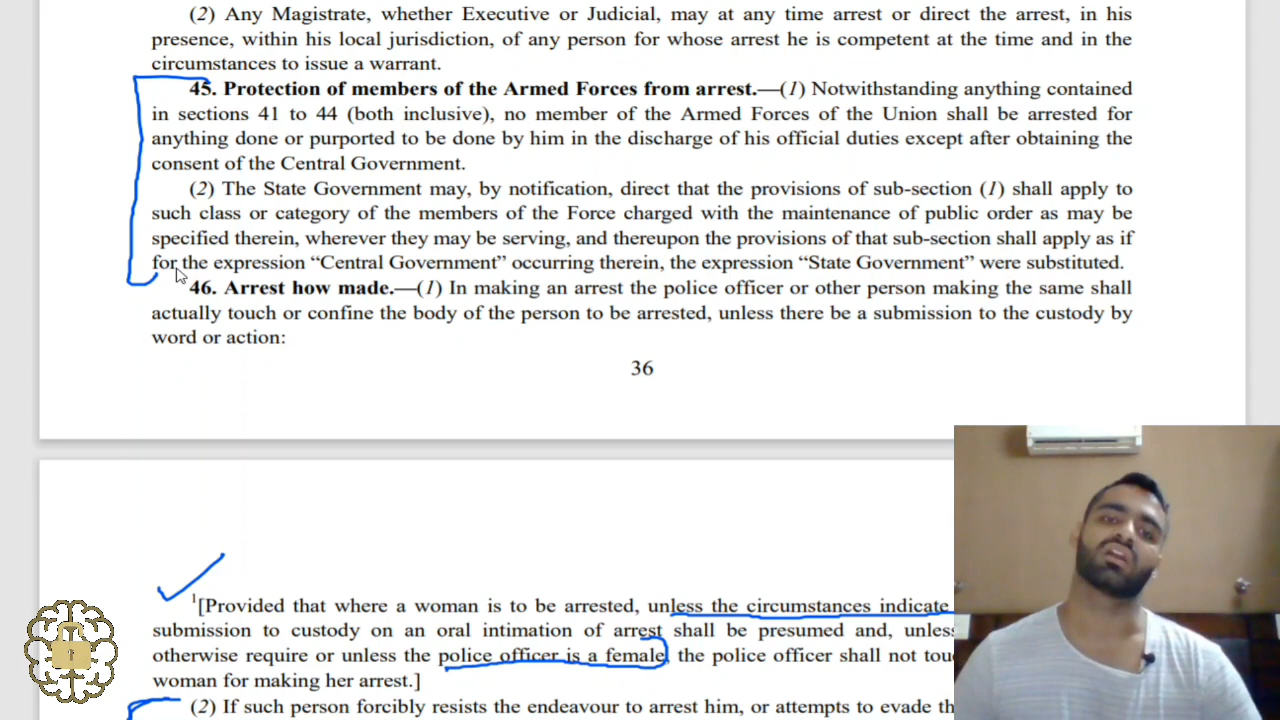 (2) Any Magistrate, whether Executive or Judicial, may at any time arrest or direct the arrest, in his
presence, within his local jurisdiction, of any person for whose arrest he is competent at the time and in the
circumstances to issue a warrant.
45. Protection of members of the Armed Forces from arrest.—(1) Notwithstanding anything contained
in sections 41 to 44 (both inclusive), no member of the Armed Forces of the Union shall be arrested for
anything done or purported to be done by him in the discharge of his official duties except after obtaining the
consent of the Central Government.
(2) The State Government may, by notification, direct that the provisions of sub-section (1) shall apply to
such class or category of the members of the Force charged with the maintenance of public order as may be
specified therein, wherever they may be serving, and thereupon the provisions of that sub-section shall apply as if
for the expression “Central Government” occurring therein, the expression “State Government” were substituted.
46. Arrest how made.—(1) In making an arrest the police officer or other person making the same shall
actually touch or confine the body of the person to be arrested, unless there be a submission to the custody by
word or action:
36
1[Provided that where a woman is to be arrested, unless the circumstances indicate
submission to custody on an oral intimation of arrest shall be presumed and, unless
otherwise require or unless the police officer is a female, the police officer shall not
woman for making her arrest.]
(2) If such person forcibly resists the endeavour to arrest him, or attempts to evade